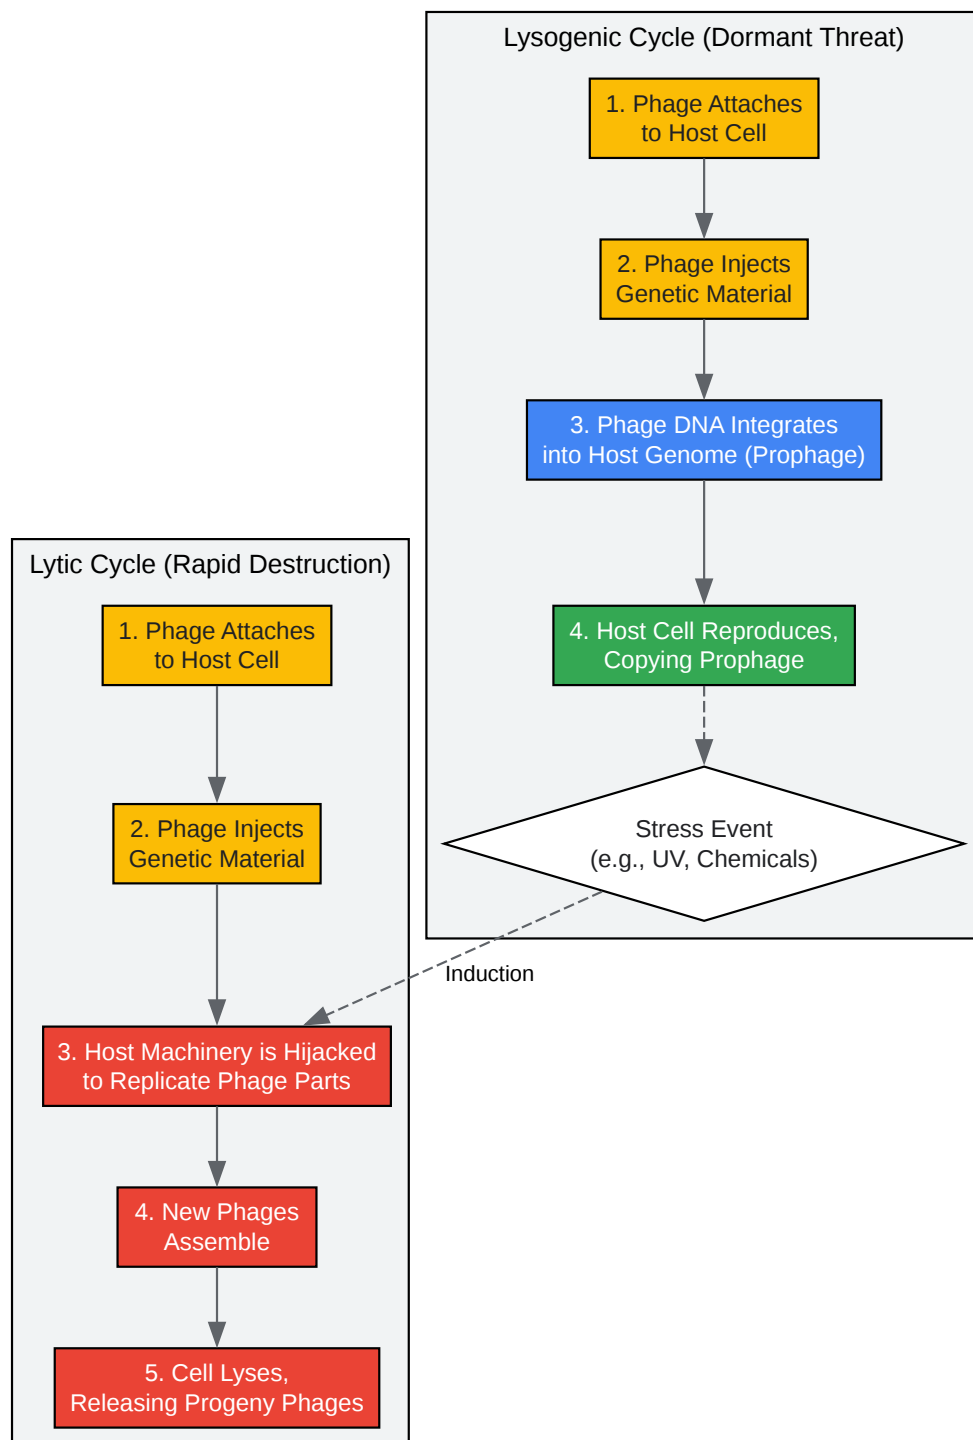 Lysogenic Cycle (Dormant Threat)
1. Phage Attaches
to Host Cell
2. Phage Injects
Genetic Material
3. Phage DNA Integrates
into Host Genome (Prophage)
4. Host Cell Reproduces,
Copying Prophage
Stress Event
(e.g., UV, Chemicals)
Induction
Lytic Cycle (Rapid Destruction)
1. Phage Attaches
to Host Cell
2. Phage Injects
Genetic Material
3. Host Machinery is Hijacked
to Replicate Phage Parts
4. New Phages
Assemble
5. Cell Lyses,
Releasing Progeny Phages